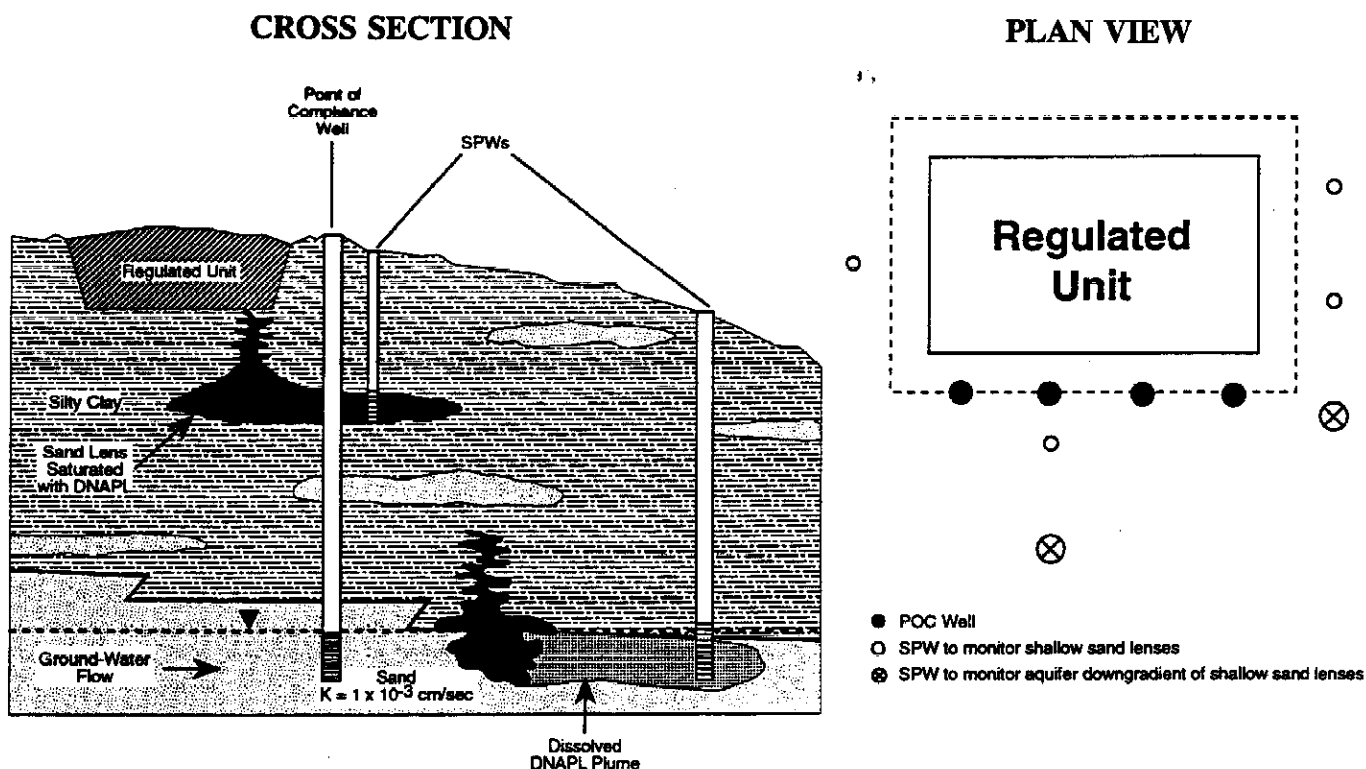 CROSS SECTION
PLAN VIEW
Point of
Compliance
Well
SPWs
Regulated Unit
Silty Clay
Sand Lens
Saturated
with DNAPL
Ground-Water
Flow
Sand
K = 1 x 10-3 cm/sec
Dissolved
DNAPL Plume
Regulated
Unit
POC Well
SPW to monitor shallow sand lenses
SPW to monitor aquifer downgradient of shallow sand lenses